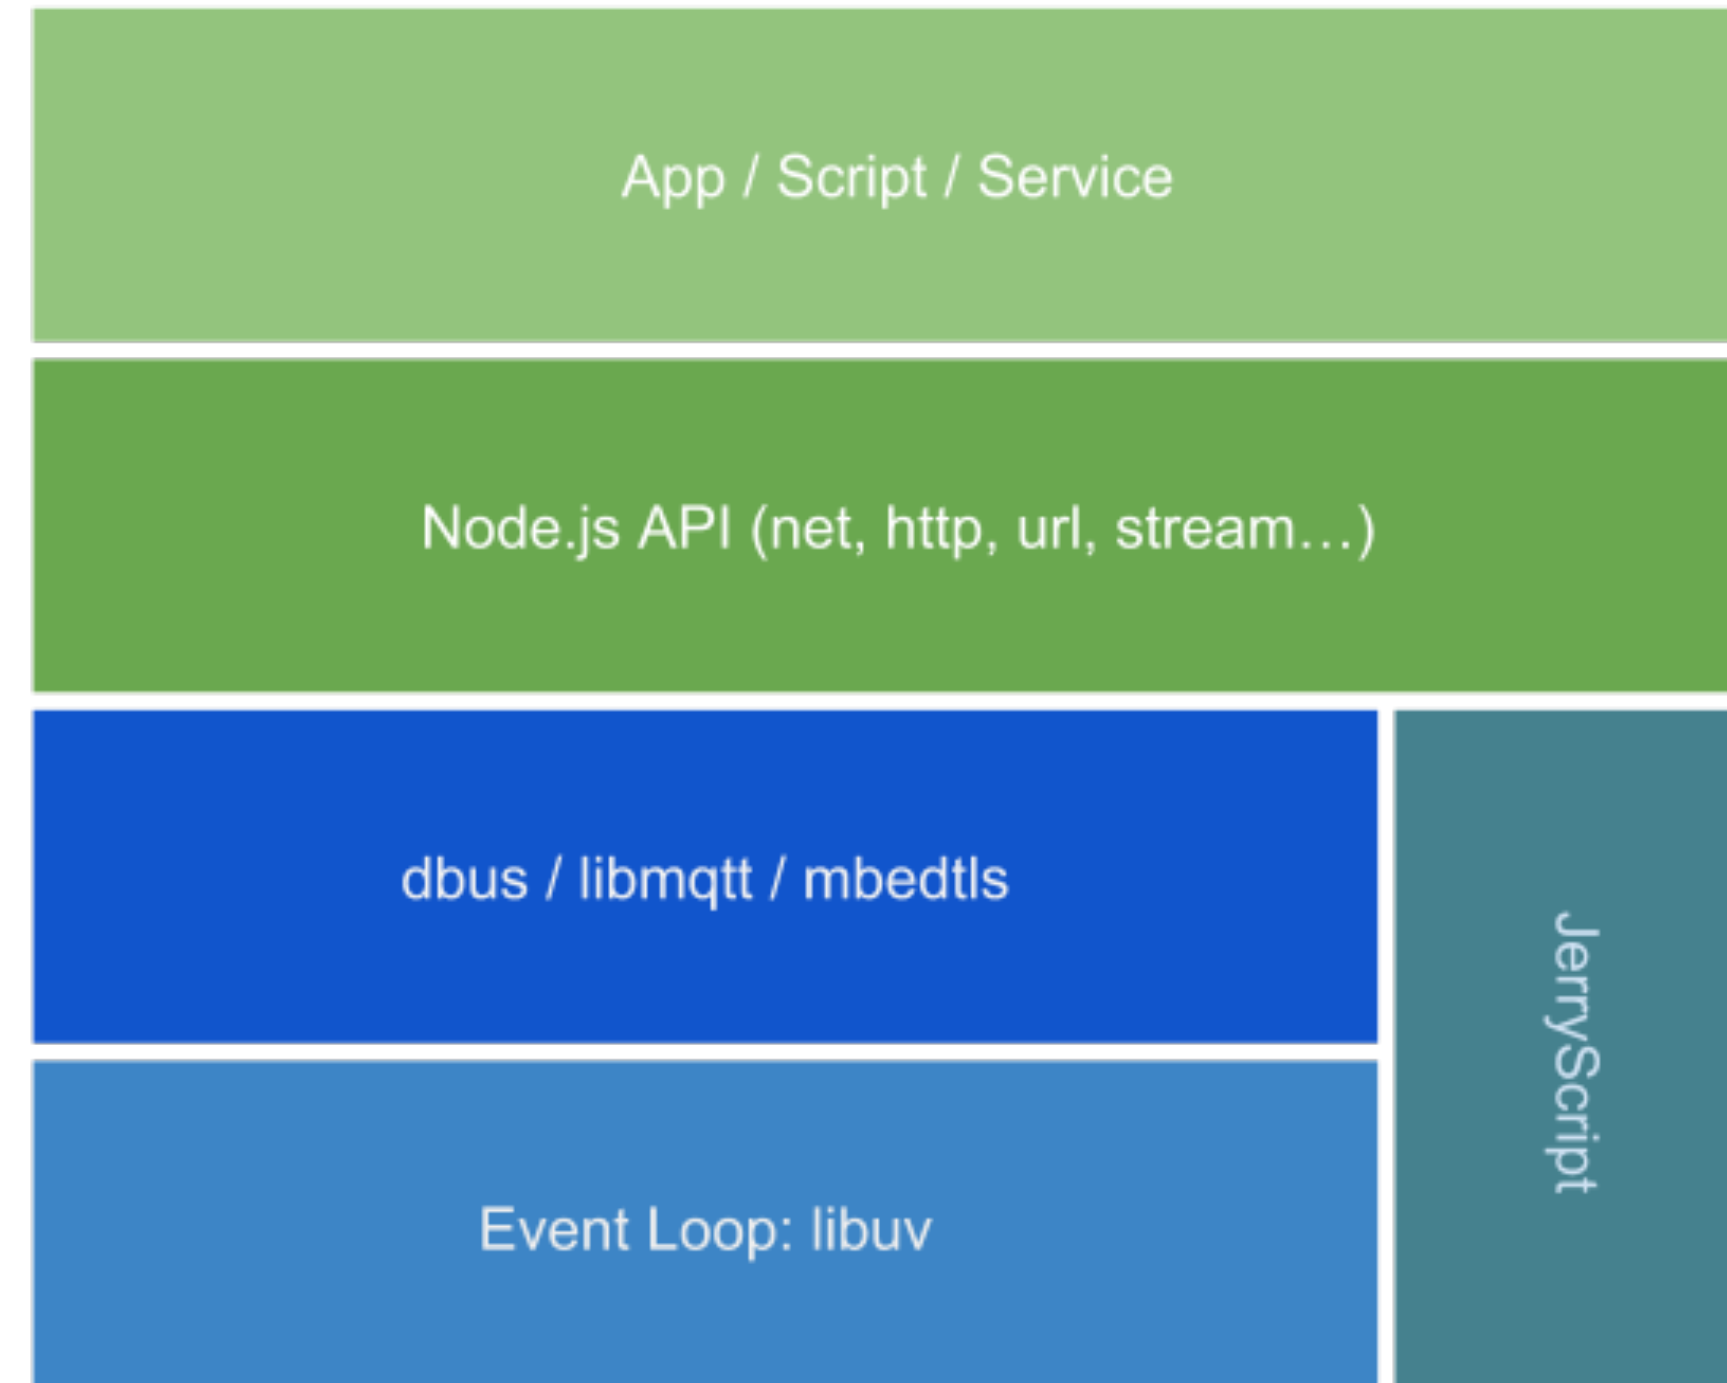 App / Script / Service
Node.js API (net, http, url, stream…)
dbus / libmqtt / mbedtls
JerryScript
Event Loop: libuv